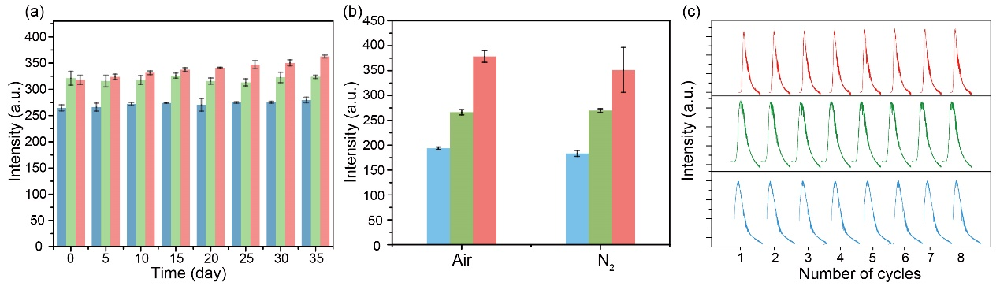 (a)
Intensity (a.u.)
400
350
300
250
200
150
100
50
0
0 5 10 15 20 25 30 35
Time (day)
(b)
Intensity (a.u.)
450
400
350
300
250
200
150
100
50
0
Air N₂
(c)
Intensity (a.u.)
1 2 3 4 5 6 7 8
Number of cycles